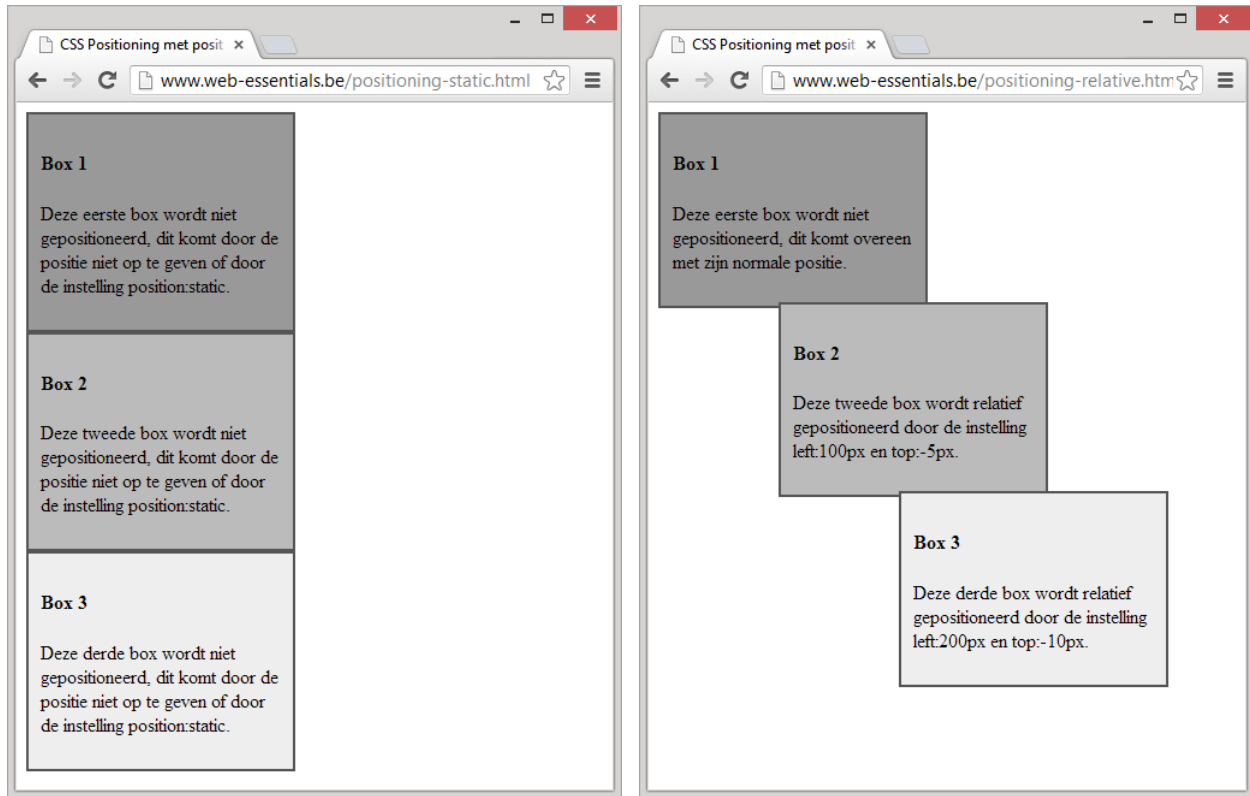 CSS Positioning met posit
www.web-essentials.be/positioning-static.html
Box 1
Deze eerste box wordt niet
gepositioneerd, dit komt door de
positie niet op te geven of door
de instelling position:static.
Box 2
Deze tweede box wordt niet
gepositioneerd, dit komt door de
positie niet op te geven of door
de instelling position:static.
Box 3
Deze derde box wordt niet
gepositioneerd, dit komt door de
positie niet op te geven of door
de instelling position:static.
CSS Positioning met posit
www.web-essentials.be/positioning-relative.htm
Box 1
Deze eerste box wordt niet
gepositioneerd, dit komt overeen
met zijn normale positie.
Box 2
Deze tweede box wordt relatief
gepositioneerd door de instelling
left:100px en top:-5px.
Box 3
Deze derde box wordt relatief
gepositioneerd door de instelling
left:200px en top:-10px.